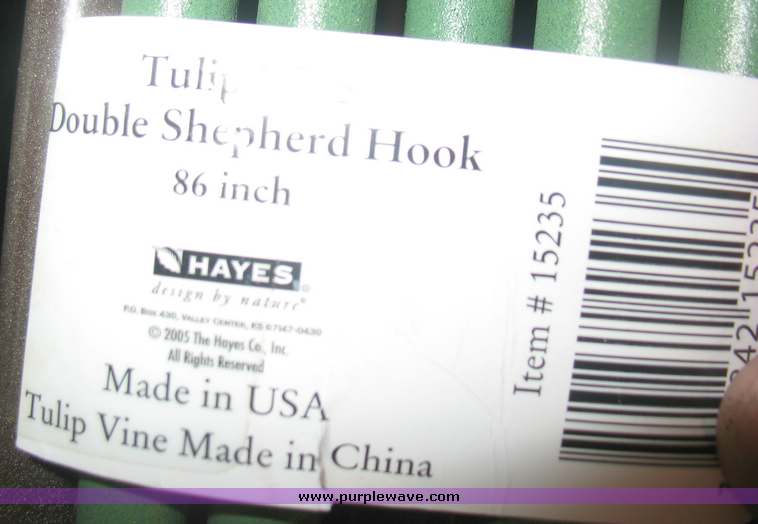 Tulip
Double Shepherd Hook
86 inch
HAYES®
design by nature®
P.O. Box 430, Valley Center, KS 67147-0430
© 2005 The Hayes Co., Inc.
All Rights Reserved
Made in USA
Tulip Vine Made in China
Item # 15235
42 15235
www.purplewave.com